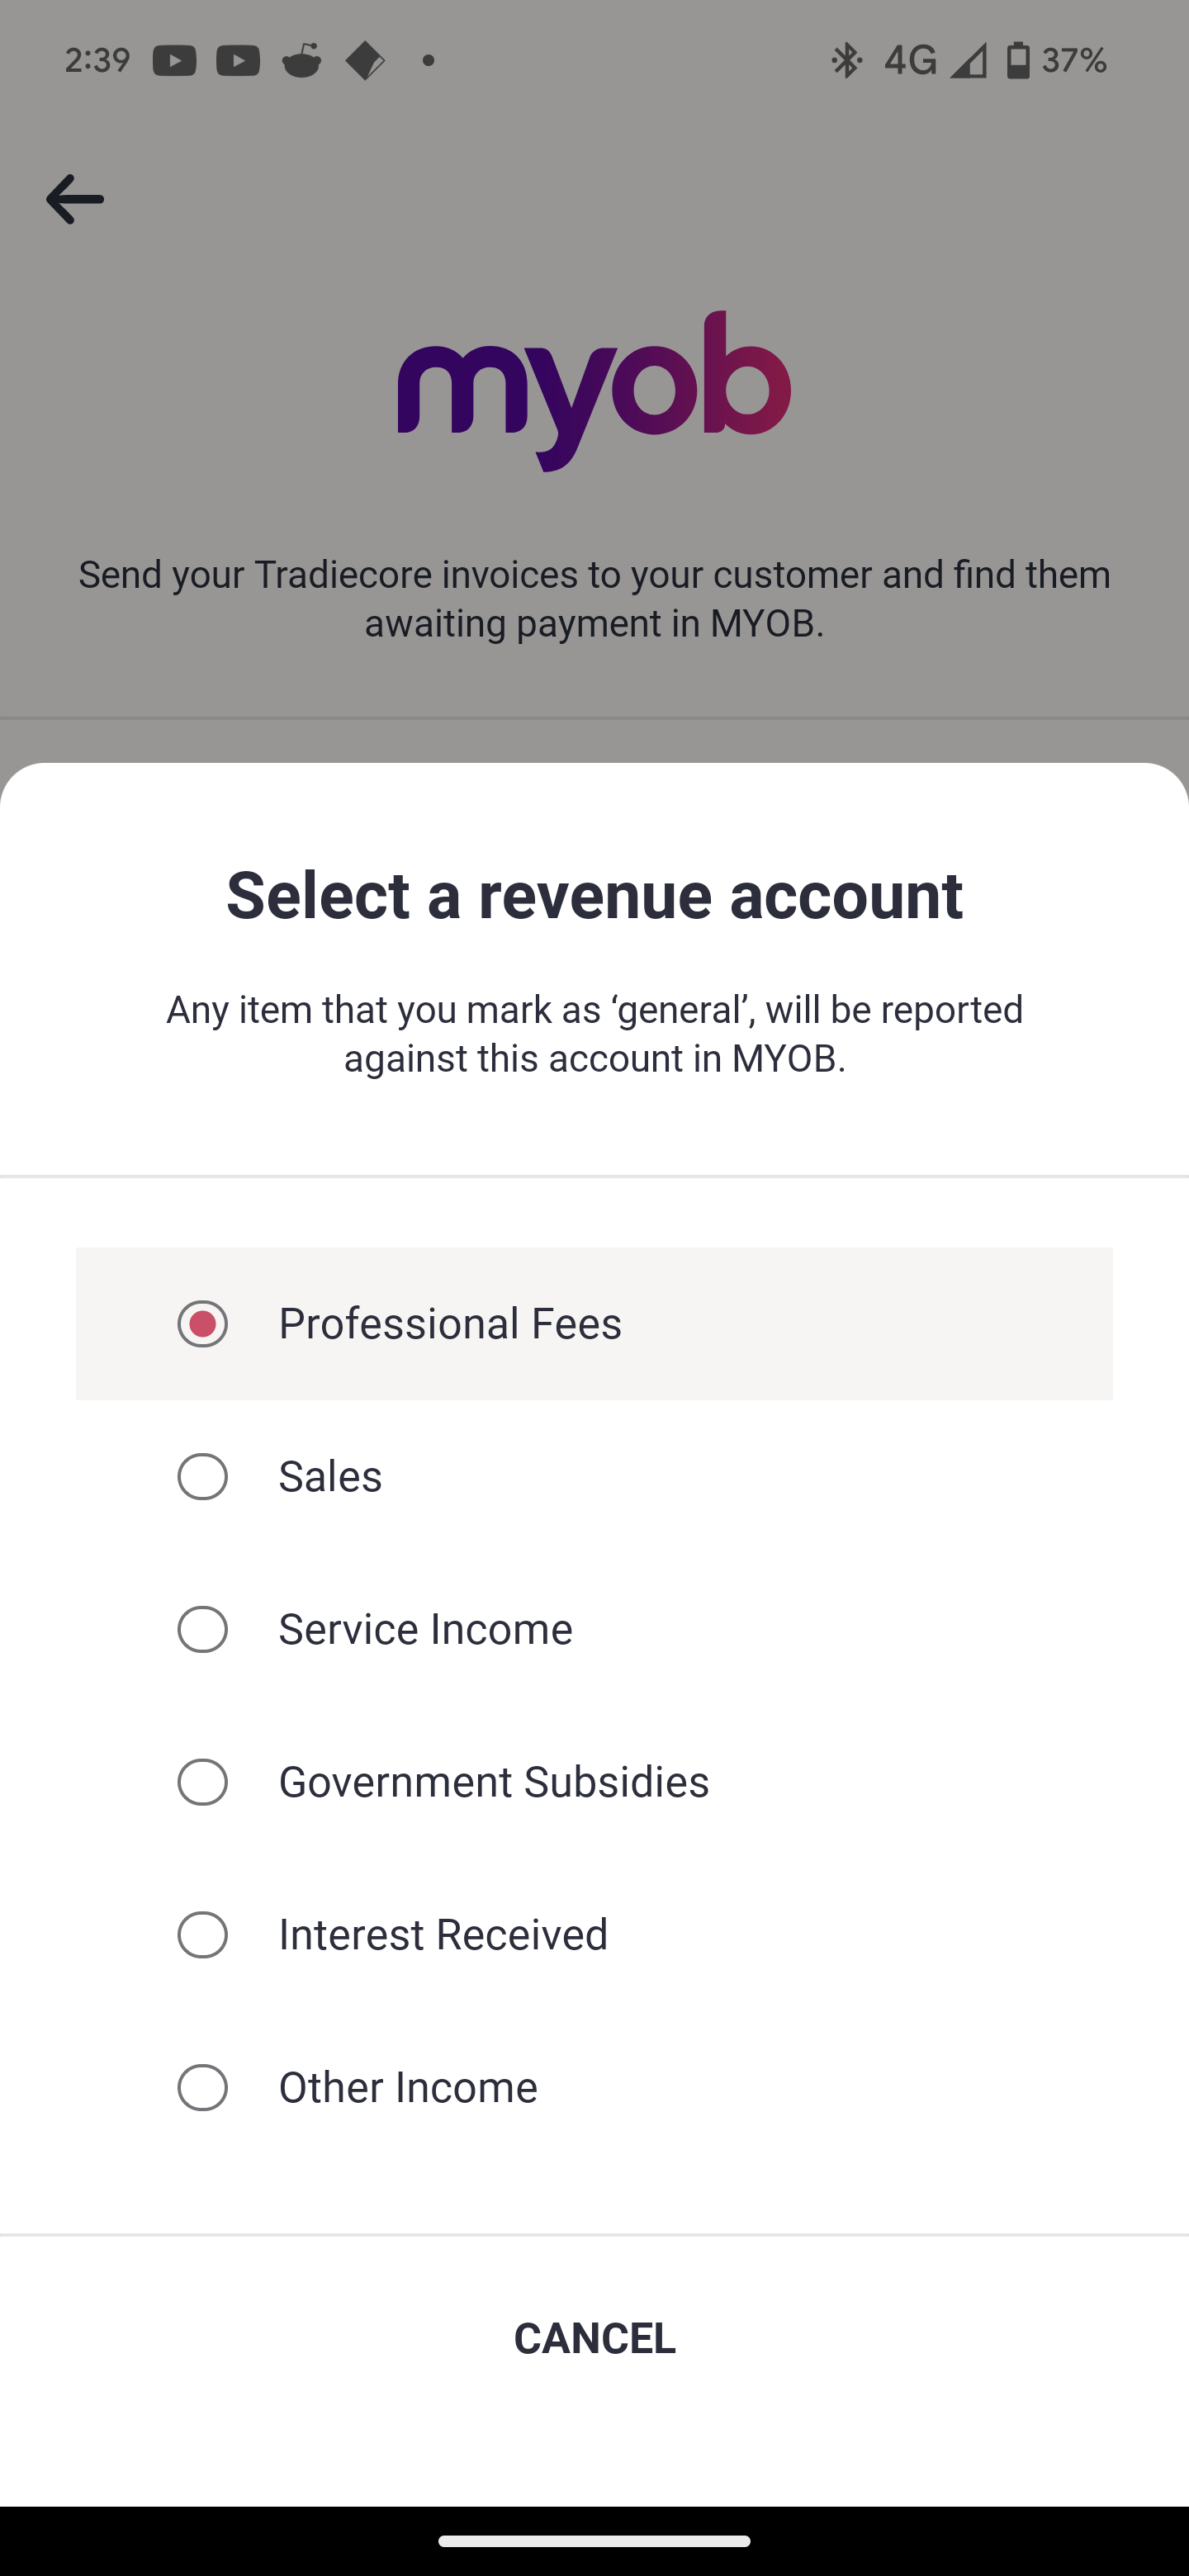 2:39 4G 37%
myob
Send your Tradiecore invoices to your customer and find them
awaiting payment in MYOB.
Select a revenue account
Any item that you mark as ‘general’, will be reported
against this account in MYOB.
Professional Fees
Sales
Service Income
Government Subsidies
Interest Received
Other Income
CANCEL